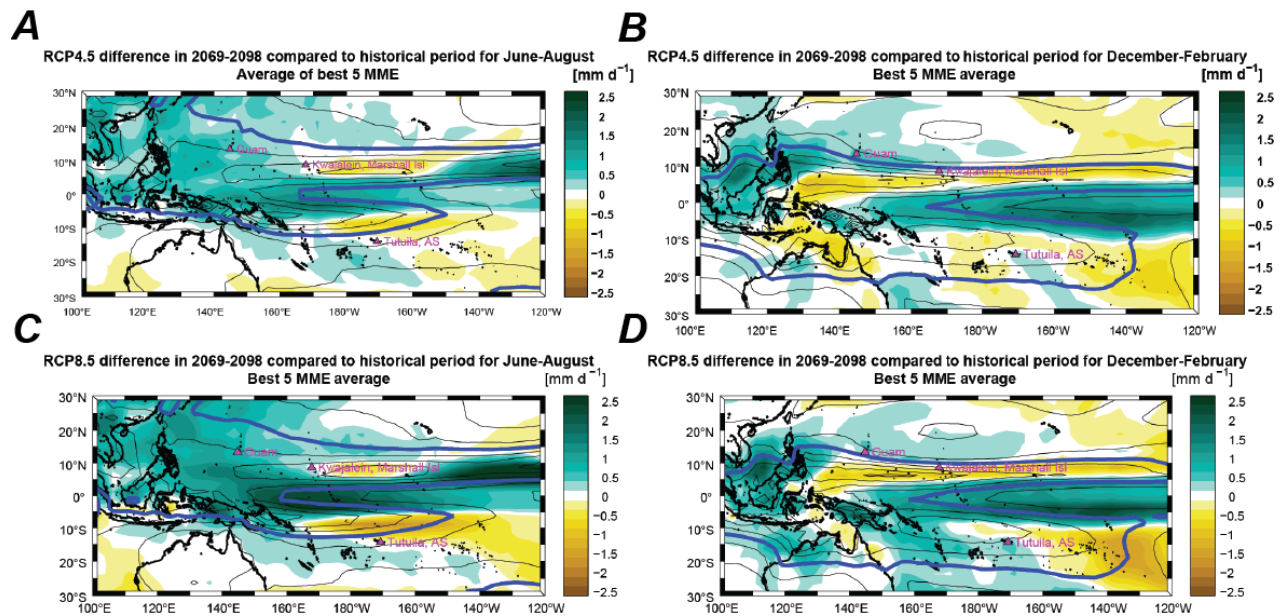 A
RCP4.5 difference in 2069-2098 compared to historical period for June-August
Average of best 5 MME
[mm d⁻¹]
30°N
20°N
10°N
0°
10°S
20°S
30°S
100°E 120°E 140°E 160°E 180°W 160°W 140°W 120°W
Guam
Kwajalein, Marshall Isl
Tutuila, AS
2.5
2
1.5
1
0.5
0
−0.5
−1
−1.5
−2
−2.5
B
RCP4.5 difference in 2069-2098 compared to historical period for December-February
Best 5 MME average
[mm d⁻¹]
30°N
20°N
10°N
0°
10°S
20°S
30°S
100°E 120°E 140°E 160°E 180°W 160°W 140°W 120°W
Guam
Kwajalein, Marshall Isl
Tutuila, AS
2.5
2
1.5
1
0.5
0
−0.5
−1
−1.5
−2
−2.5
C
RCP8.5 difference in 2069-2098 compared to historical period for June-August
Best 5 MME average
[mm d⁻¹]
30°N
20°N
10°N
0°
10°S
20°S
30°S
100°E 120°E 140°E 160°E 180°W 160°W 140°W 120°W
Guam
Kwajalein, Marshall Isl
Tutuila, AS
2.5
2
1.5
1
0.5
0
−0.5
−1
−1.5
−2
−2.5
D
RCP8.5 difference in 2069-2098 compared to historical period for December-February
Best 5 MME average
[mm d⁻¹]
30°N
20°N
10°N
0°
10°S
20°S
30°S
100°E 120°E 140°E 160°E 180°W 160°W 140°W 120°W
Guam
Kwajalein, Marshall Isl
Tutuila, AS
2.5
2
1.5
1
0.5
0
−0.5
−1
−1.5
−2
−2.5